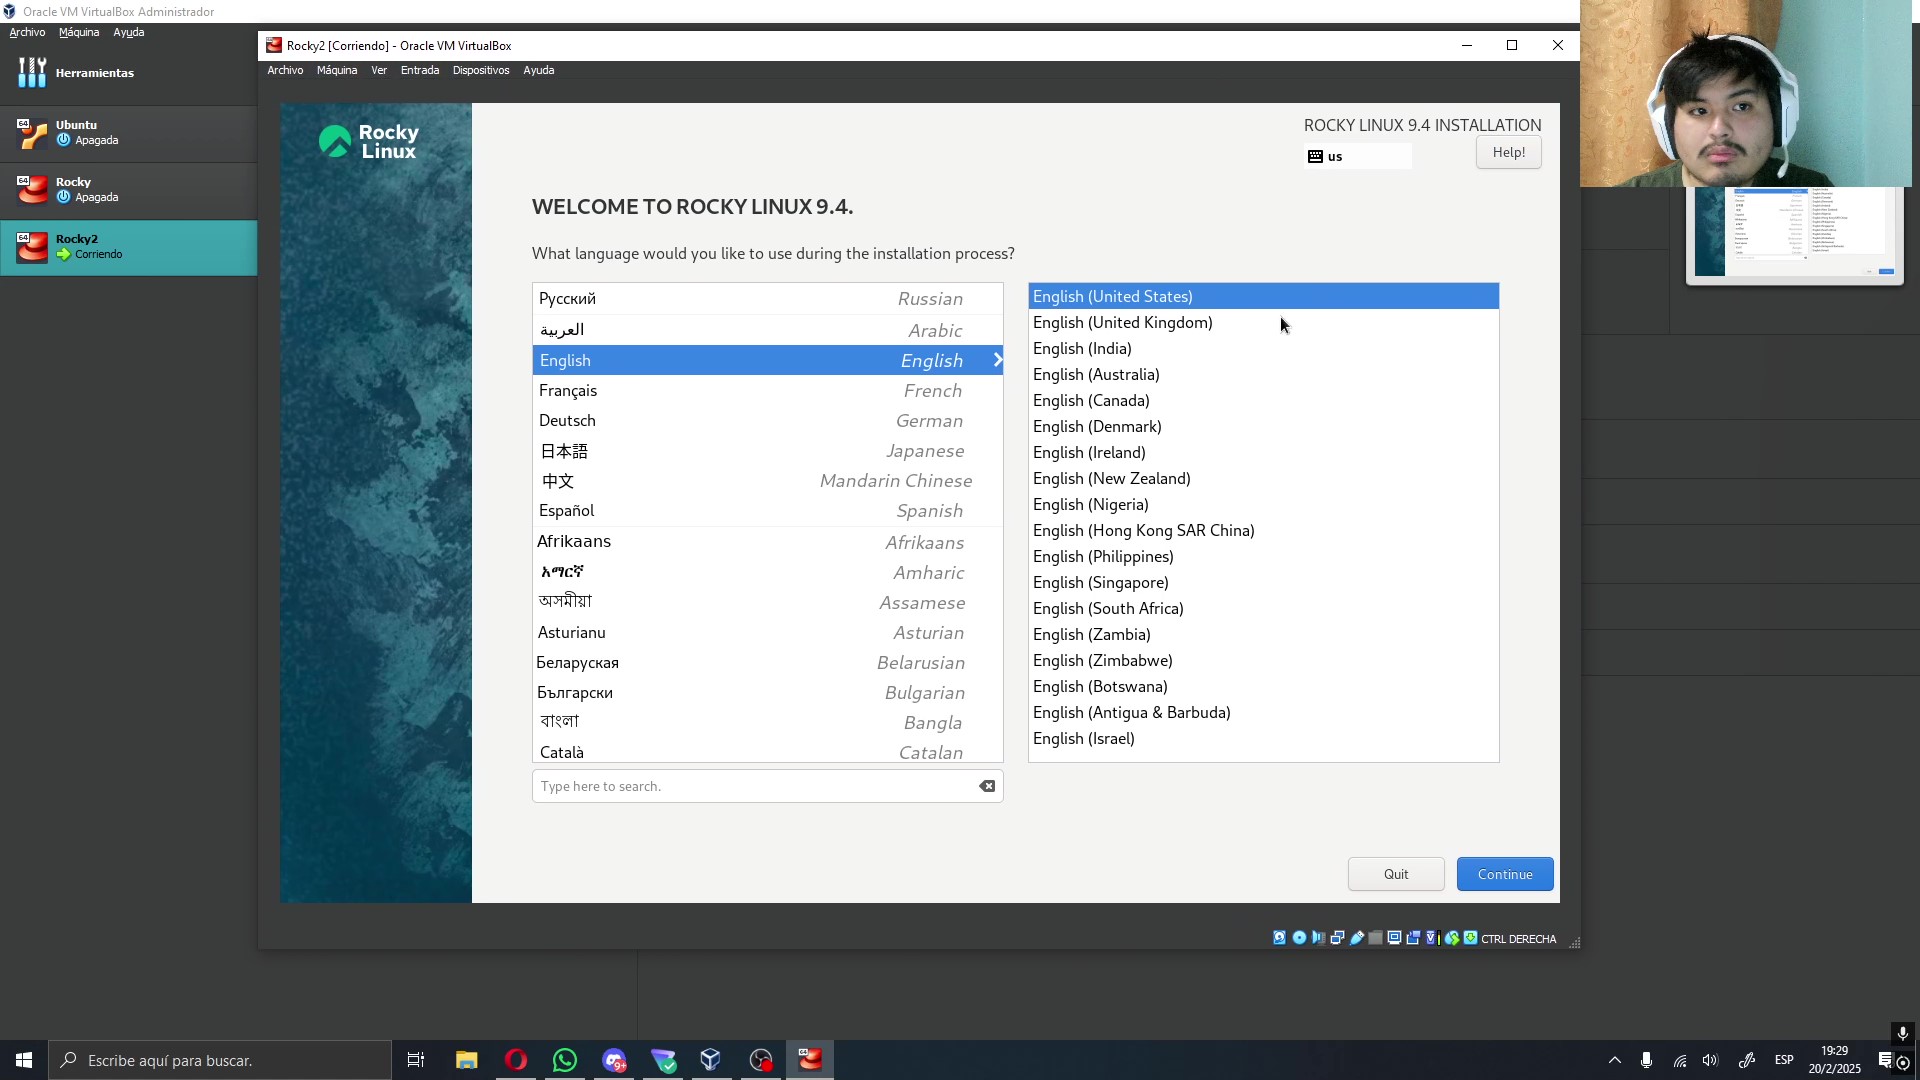 Oracle VM VirtualBox Administrador
Archivo Máquina Ayuda
Herramientas
64
Ubuntu
Apagada
64
Rocky
Apagada
64
Rocky2
Corriendo
Rocky2 [Corriendo] - Oracle VM VirtualBox
Archivo Máquina Ver Entrada Dispositivos Ayuda
Rocky
Linux
ROCKY LINUX 9.4 INSTALLATION
us
Help!
WELCOME TO ROCKY LINUX 9.4.
What language would you like to use during the installation process?
Русский Russian
العربية Arabic
English English
Français French
Deutsch German
日本語 Japanese
中文 Mandarin Chinese
Español Spanish
Afrikaans Afrikaans
አማርኛ Amharic
অসমীয়া Assamese
Asturianu Asturian
Беларуская Belarusian
Български Bulgarian
বাংলা Bangla
Català Catalan
Type here to search.
English (United States)
English (United Kingdom)
English (India)
English (Australia)
English (Canada)
English (Denmark)
English (Ireland)
English (New Zealand)
English (Nigeria)
English (Hong Kong SAR China)
English (Philippines)
English (Singapore)
English (South Africa)
English (Zambia)
English (Zimbabwe)
English (Botswana)
English (Antigua & Barbuda)
English (Israel)
Quit
Continue
CTRL DERECHA
Escribe aquí para buscar.
9+
64
ESP
19:29
20/2/2025